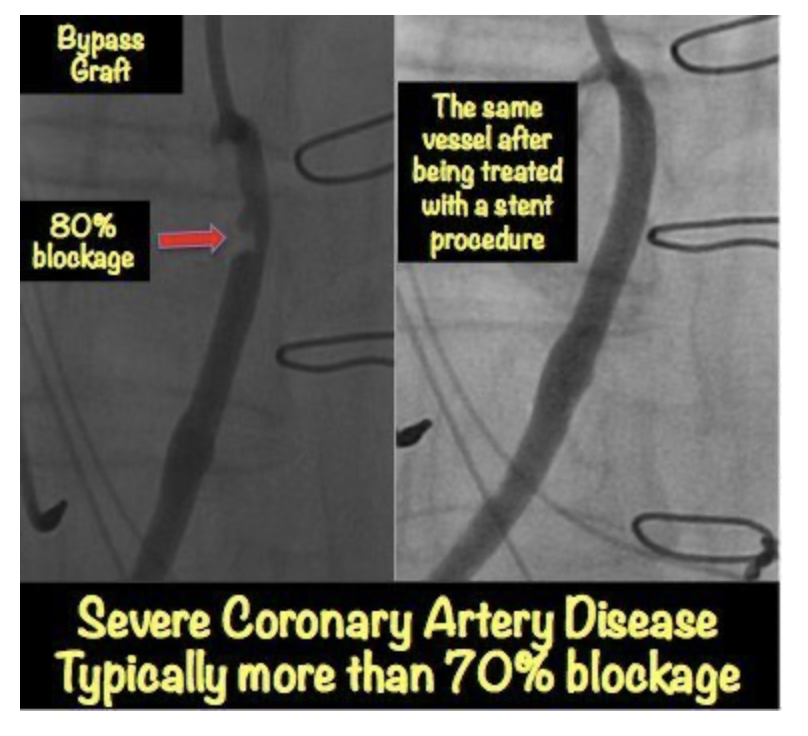 Bypass
Graft
80%
blockage
The same
vessel after
being treated
with a stent
procedure
Severe Coronary Artery Disease
Typically more than 70% blockage